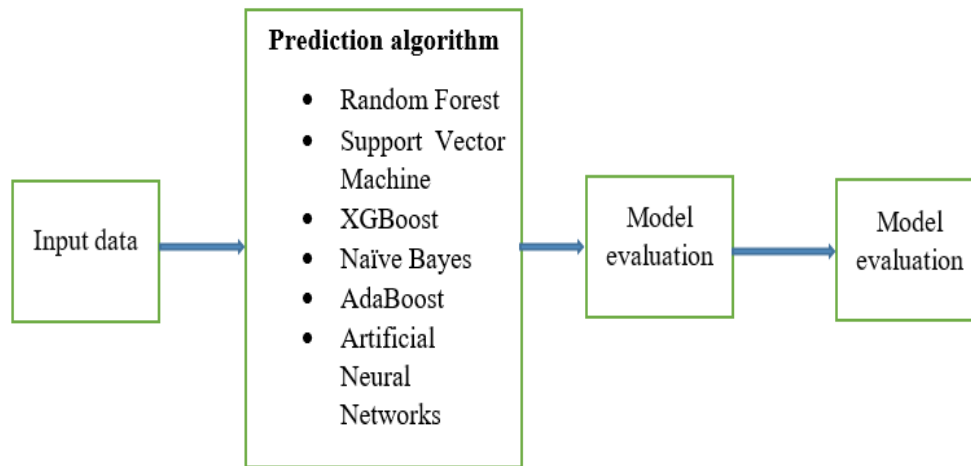 Input data
Prediction algorithm
• Random Forest
• Support Vector
Machine
• XGBoost
• Naïve Bayes
• AdaBoost
• Artificial
Neural
Networks
Model
evaluation
Model
evaluation